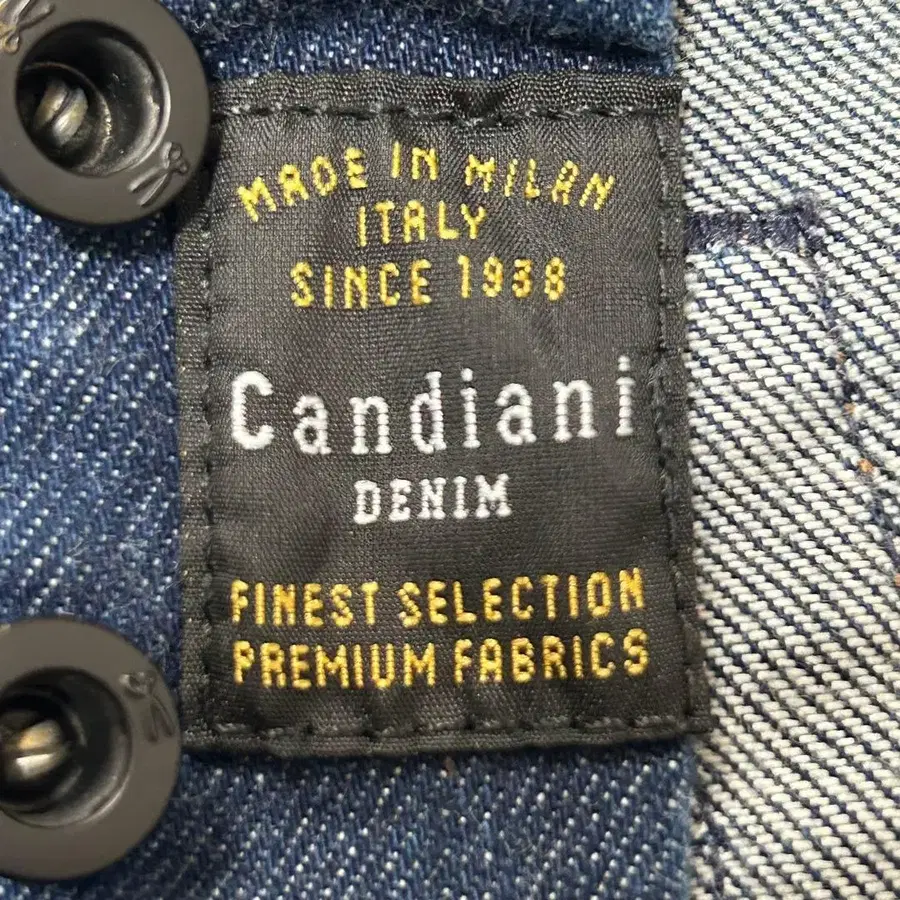 MADE IN MILAN
ITALY
SINCE 1938
Candiani
DENIM
FINEST SELECTION
PREMIUM FABRICS